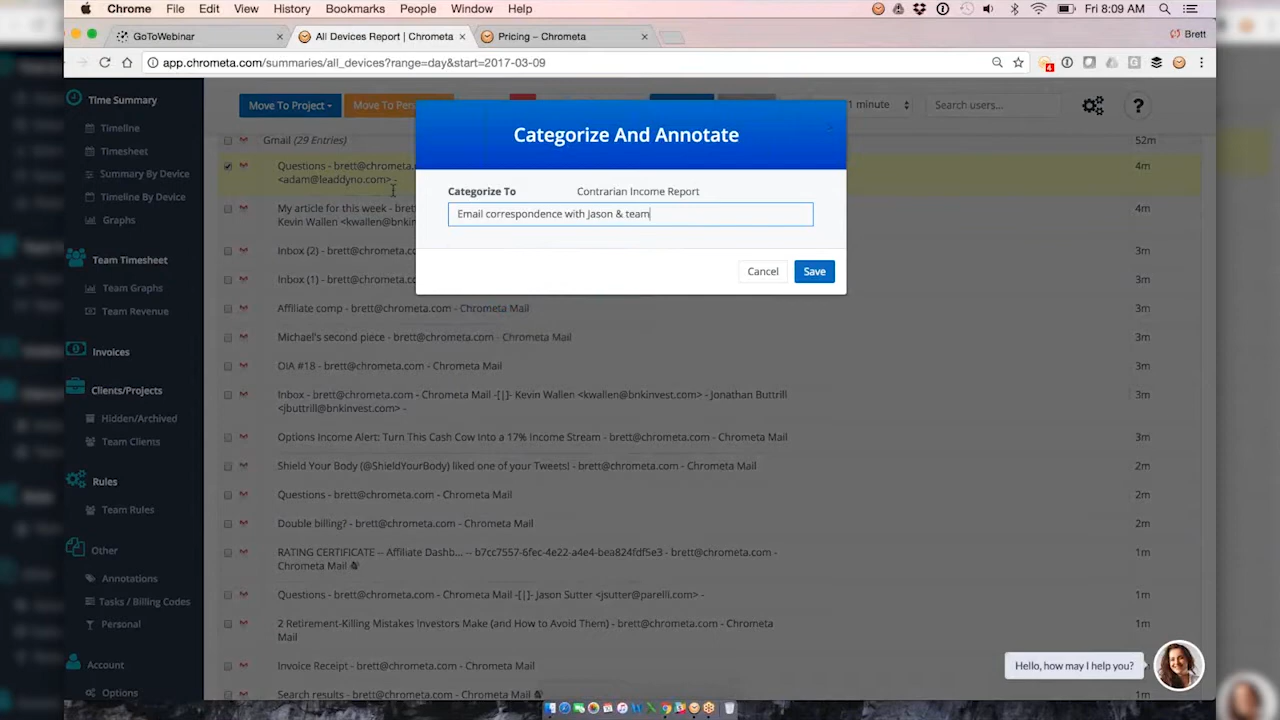 Chrome File Edit View History Bookmarks People Window Help Fri 8:09 AM
GoToWebinar All Devices Report | Chrometa Pricing – Chrometa Brett
app.chrometa.com/summaries/all_devices?range=day&start=2017-03-09 4
Time Summary
Timeline
Timesheet
Summary By Device
Timeline By Device
Graphs
Team Timesheet
Team Graphs
Team Revenue
Invoices
Clients/Projects
Hidden/Archived
Team Clients
Rules
Team Rules
Other
Annotations
Tasks / Billing Codes
Personal
Account
Options
Move To Project Move To Per 1 minute Search users... ?
Categorize And Annotate
Categorize To Contrarian Income Report
Email correspondence with Jason & team
Cancel Save
Gmail (29 Entries) 52m
Questions - brett@chrometa. 4m
<adam@leaddyno.com> -
My article for this week - bret 4m
Kevin Wallen <kwallen@bnkin
Inbox (2) - brett@chrometa.co
Inbox (1) - brett@chrometa.co 3m
Affiliate comp - brett@chrometa.com - Chrometa Mail 3m
Michael's second piece - brett@chrometa.com - Chrometa Mail 3m
DIA #18 - brett@chrometa.com - Chrometa Mail 3m
Inbox - brett@chrometa.com - Chrometa Mail -[|]- Kevin Wallen <kwallen@bnkinvest.com> - Jonathan Buttrill 3m
<jbuttrill@bnkinvest.com> -
Options Income Alert: Turn This Cash Cow Into a 17% Income Stream - brett@chrometa.com - Chrometa Mail 3m
Shield Your Body (@ShieldYourBody) liked one of your Tweets! - brett@chrometa.com - Chrometa Mail 2m
Questions - brett@chrometa.com - Chrometa Mail 2m
Double billing? - brett@chrometa.com - Chrometa Mail 2m
RATING CERTIFICATE -- Affiliate Dashb... -- b7cc7557-6fec-4e22-a4e4-bea824fdf5e3 - brett@chrometa.com - 1m
Chrometa Mail
Questions - brett@chrometa.com - Chrometa Mail -[|]- Jason Sutter <jsutter@parelli.com> - 1m
2 Retirement-Killing Mistakes Investors Make (and How to Avoid Them) - brett@chrometa.com - Chrometa 1m
Mail
Invoice Receipt - brett@chrometa.com - Chrometa Mail 1m
Search results - brett@chrometa.com - Chrometa Mail 1m
Hello, how may I help you?